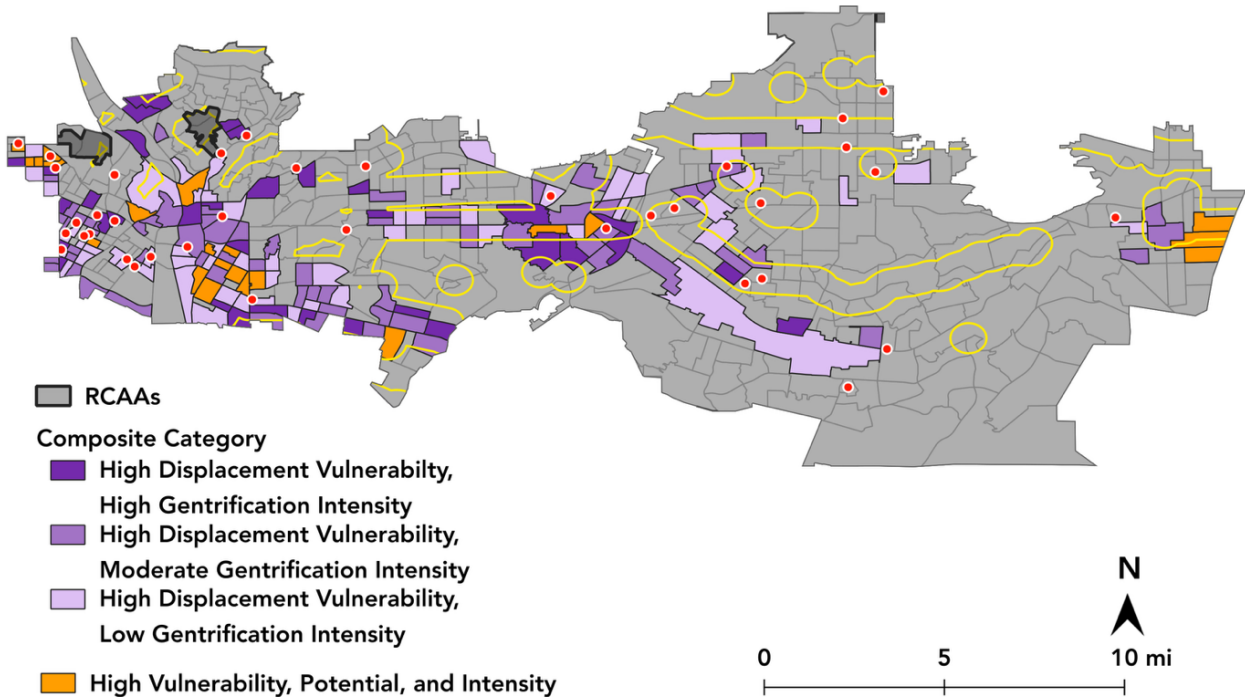 RCAAs
Composite Category
High Displacement Vulnerabilty,
High Gentrification Intensity
High Displacement Vulnerability,
Moderate Gentrification Intensity
High Displacement Vulnerability,
Low Gentrification Intensity
High Vulnerability, Potential, and Intensity
N
0 5 10 mi